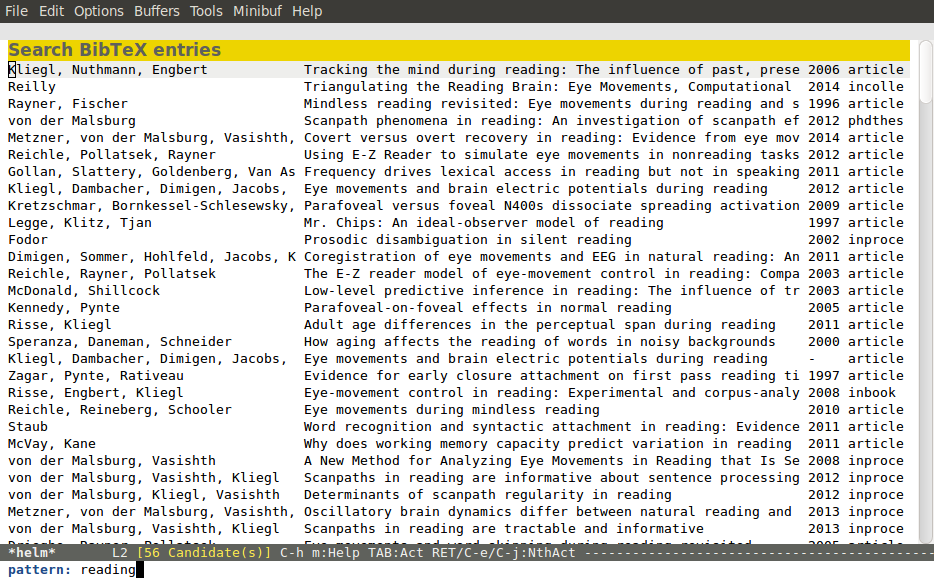 File Edit Options Buffers Tools Minibuf Help
Search BibTeX entries
Kliegl, Nuthmann, Engbert Tracking the mind during reading: The influence of past, prese 2006 article
Reilly Triangulating the Reading Brain: Eye Movements, Computational 2014 incolle
Rayner, Fischer Mindless reading revisited: Eye movements during reading and s 1996 article
von der Malsburg Scanpath phenomena in reading: An investigation of scanpath ef 2012 phdthes
Metzner, von der Malsburg, Vasishth, Covert versus overt recovery in reading: Evidence from eye mov 2014 article
Reichle, Pollatsek, Rayner Using E-Z Reader to simulate eye movements in nonreading tasks 2012 article
Gollan, Slattery, Goldenberg, Van As Frequency drives lexical access in reading but not in speaking 2011 article
Kliegl, Dambacher, Dimigen, Jacobs, Eye movements and brain electric potentials during reading 2012 article
Kretzschmar, Bornkessel-Schlesewsky, Parafoveal versus foveal N400s dissociate spreading activation 2009 article
Legge, Klitz, Tjan Mr. Chips: An ideal-observer model of reading 1997 article
Fodor Prosodic disambiguation in silent reading 2002 inproce
Dimigen, Sommer, Hohlfeld, Jacobs, K Coregistration of eye movements and EEG in natural reading: An 2011 article
Reichle, Rayner, Pollatsek The E-Z reader model of eye-movement control in reading: Compa 2003 article
McDonald, Shillcock Low-level predictive inference in reading: The influence of tr 2003 article
Kennedy, Pynte Parafoveal-on-foveal effects in normal reading 2005 article
Risse, Kliegl Adult age differences in the perceptual span during reading 2011 article
Speranza, Daneman, Schneider How aging affects the reading of words in noisy backgrounds 2000 article
Kliegl, Dambacher, Dimigen, Jacobs, Eye movements and brain electric potentials during reading - article
Zagar, Pynte, Rativeau Evidence for early closure attachment on first pass reading ti 1997 article
Risse, Engbert, Kliegl Eye-movement control in reading: Experimental and corpus-analy 2008 inbook
Reichle, Reineberg, Schooler Eye movements during mindless reading 2010 article
Staub Word recognition and syntactic attachment in reading: Evidence 2011 article
McVay, Kane Why does working memory capacity predict variation in reading 2011 article
von der Malsburg, Vasishth A New Method for Analyzing Eye Movements in Reading that Is Se 2008 inproce
von der Malsburg, Vasishth, Kliegl Scanpaths in reading are informative about sentence processing 2012 inproce
von der Malsburg, Kliegl, Vasishth Determinants of scanpath regularity in reading 2012 inproce
Metzner, von der Malsburg, Vasishth, Oscillatory brain dynamics differ between natural reading and 2013 inproce
von der Malsburg, Vasishth, Kliegl Scanpaths in reading are tractable and informative 2013 inproce
*helm* L2 [56 Candidate(s)] C-h m:Help TAB:Act RET/C-e/C-j:NthAct
pattern: reading